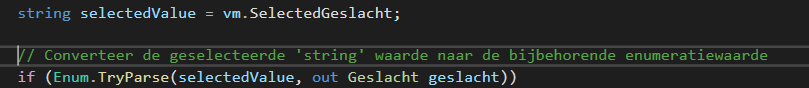 string selectedValue = vm.SelectedGeslacht;
// Converteer de geselecteerde 'string' waarde naar de bijbehorende enumeratiewaarde
if (Enum.TryParse(selectedValue, out Geslacht geslacht))